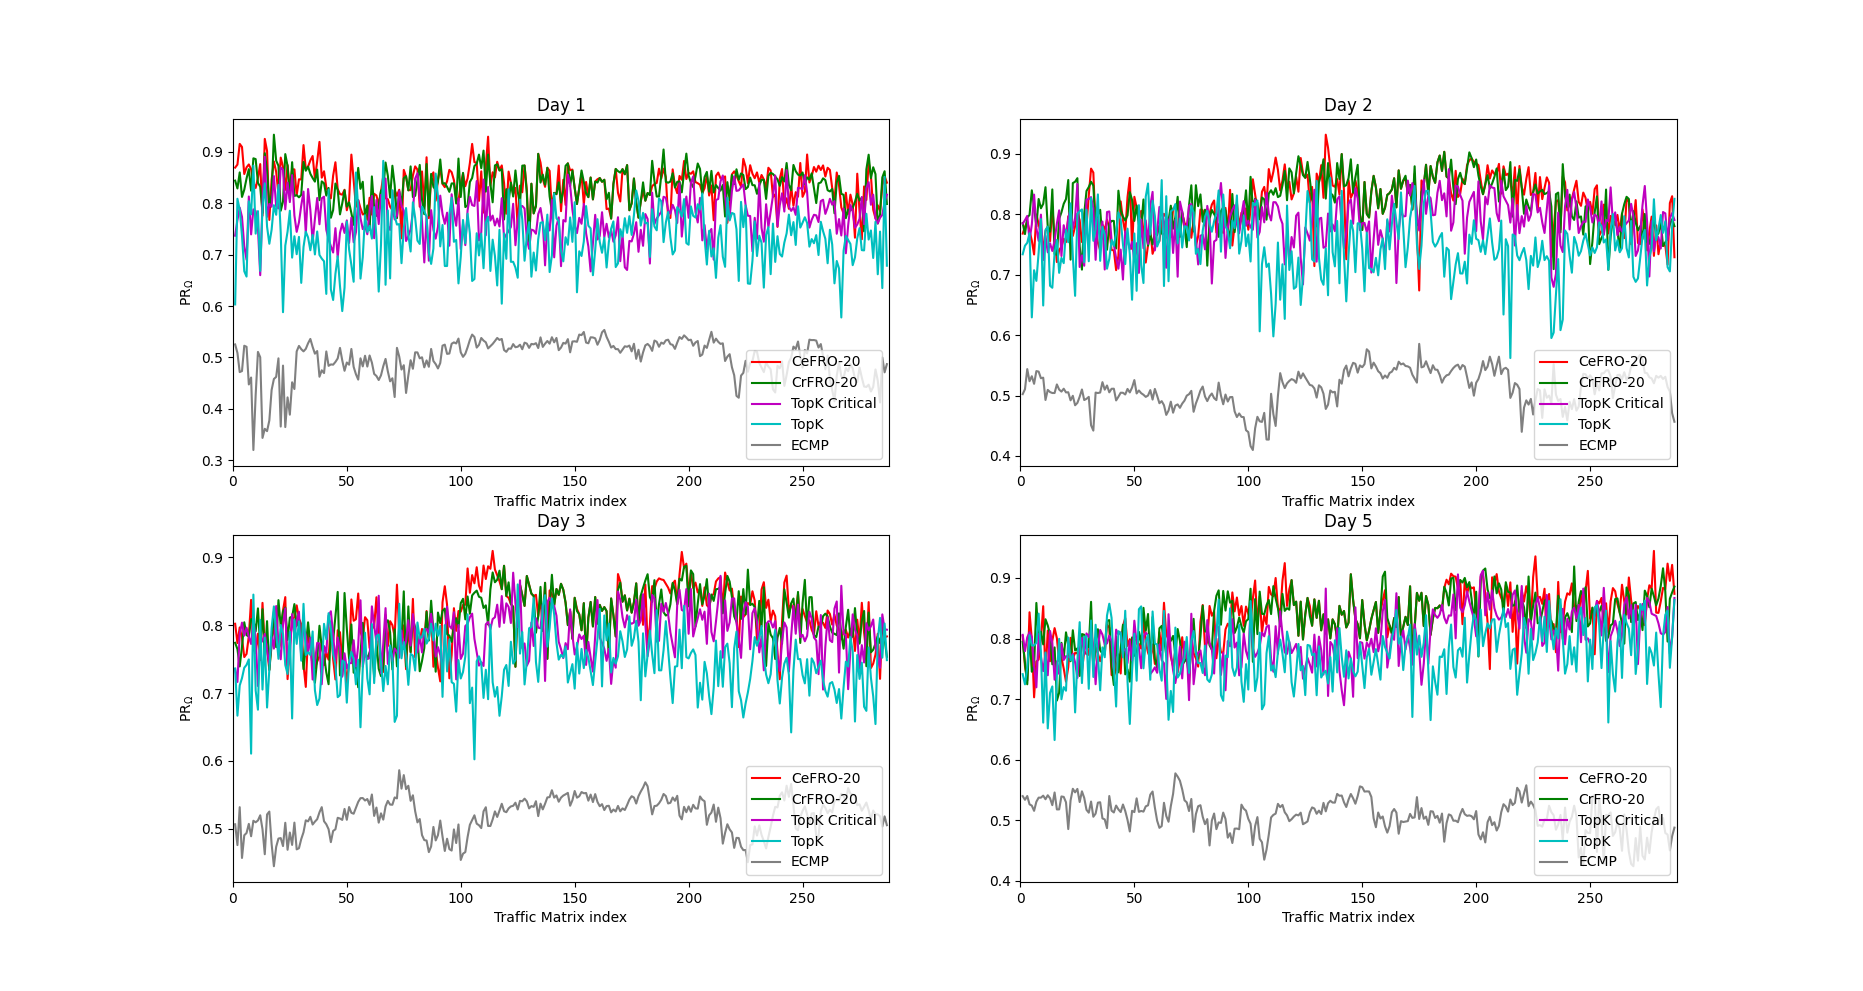 Day 1
0.9
0.8
0.7
0.6
0.5
0.4
0.3
PRΩ
CeFRO-20
CrFRO-20
TopK Critical
TopK
ECMP
0 50 100 150 200 250
Traffic Matrix index
Day 2
0.9
0.8
0.7
0.6
0.5
0.4
PRΩ
CeFRO-20
CrFRO-20
TopK Critical
TopK
ECMP
0 50 100 150 200 250
Traffic Matrix index
Day 3
0.9
0.8
0.7
0.6
0.5
PRΩ
CeFRO-20
CrFRO-20
TopK Critical
TopK
ECMP
0 50 100 150 200 250
Traffic Matrix index
Day 5
0.9
0.8
0.7
0.6
0.5
0.4
PRΩ
CeFRO-20
CrFRO-20
TopK Critical
TopK
ECMP
0 50 100 150 200 250
Traffic Matrix index